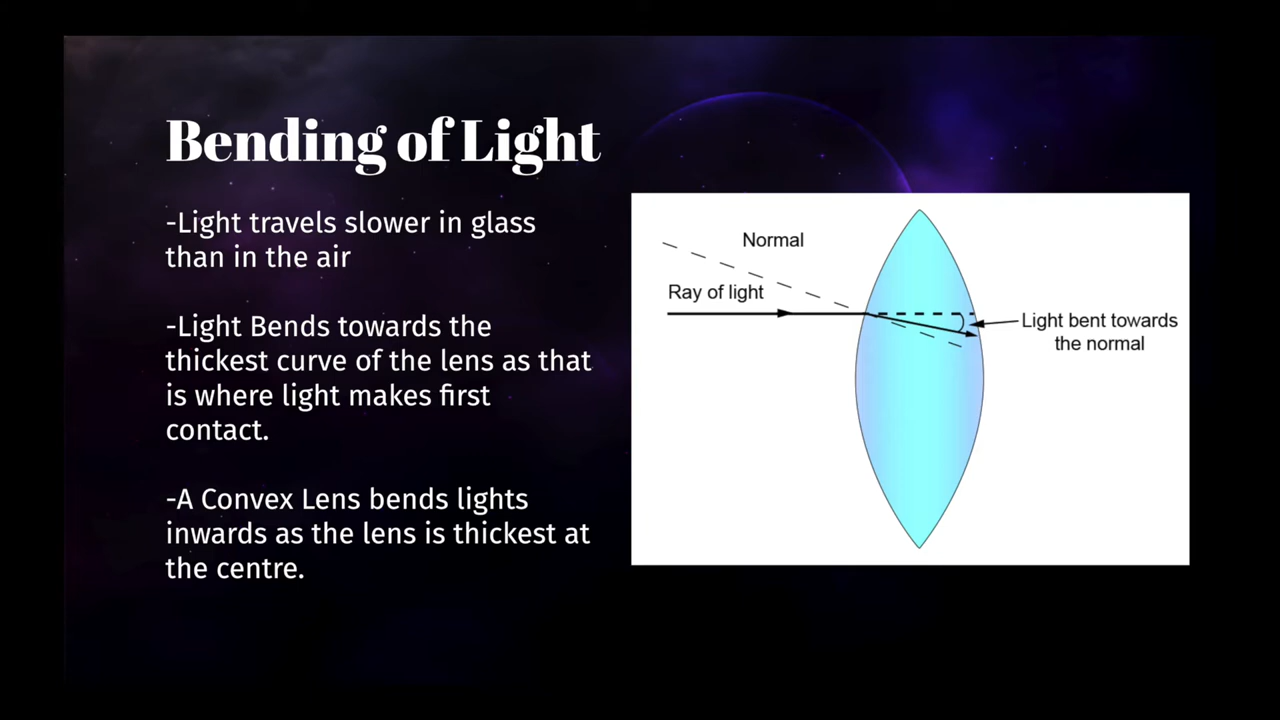 Bending of Light
-Light travels slower in glass
than in the air
-Light Bends towards the
thickest curve of the lens as that
is where light makes first
contact.
-A Convex Lens bends lights
inwards as the lens is thickest at
the centre.
Normal
Ray of light
Light bent towards
the normal